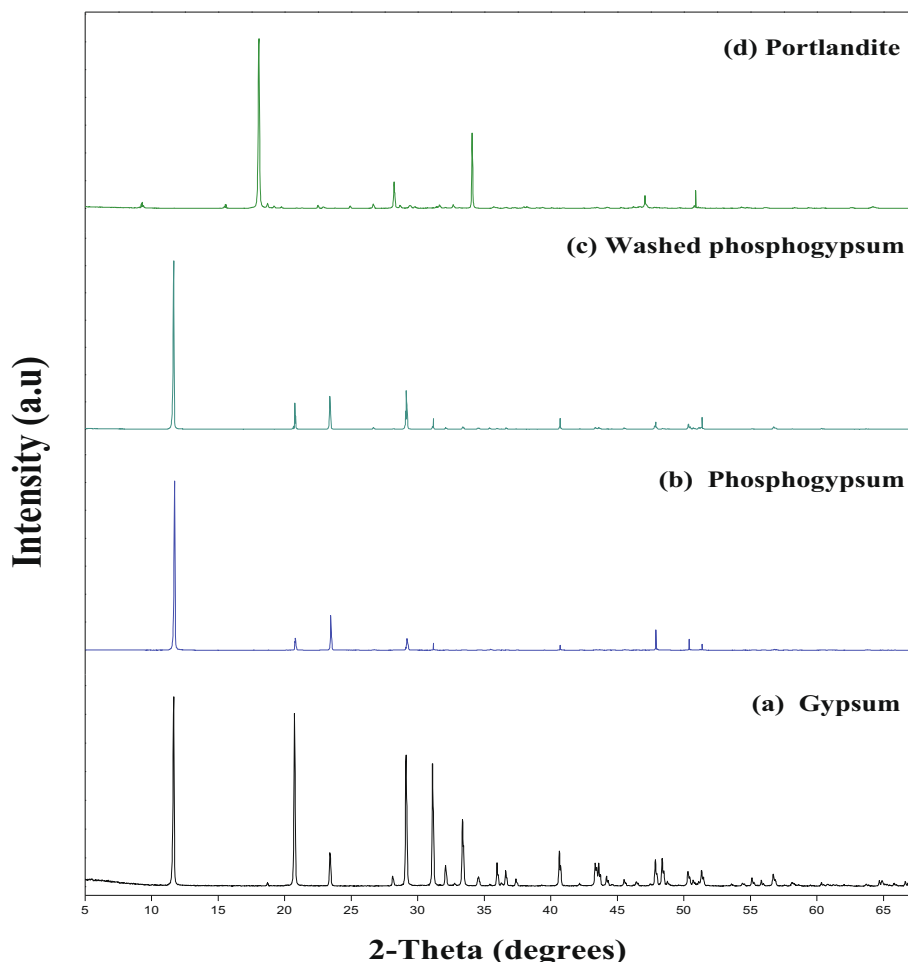 (d) Portlandite
(c) Washed phosphogypsum
(b) Phosphogypsum
(a) Gypsum
Intensity (a.u)
5 10 15 20 25 30 35 40 45 50 55 60 65
2-Theta (degrees)